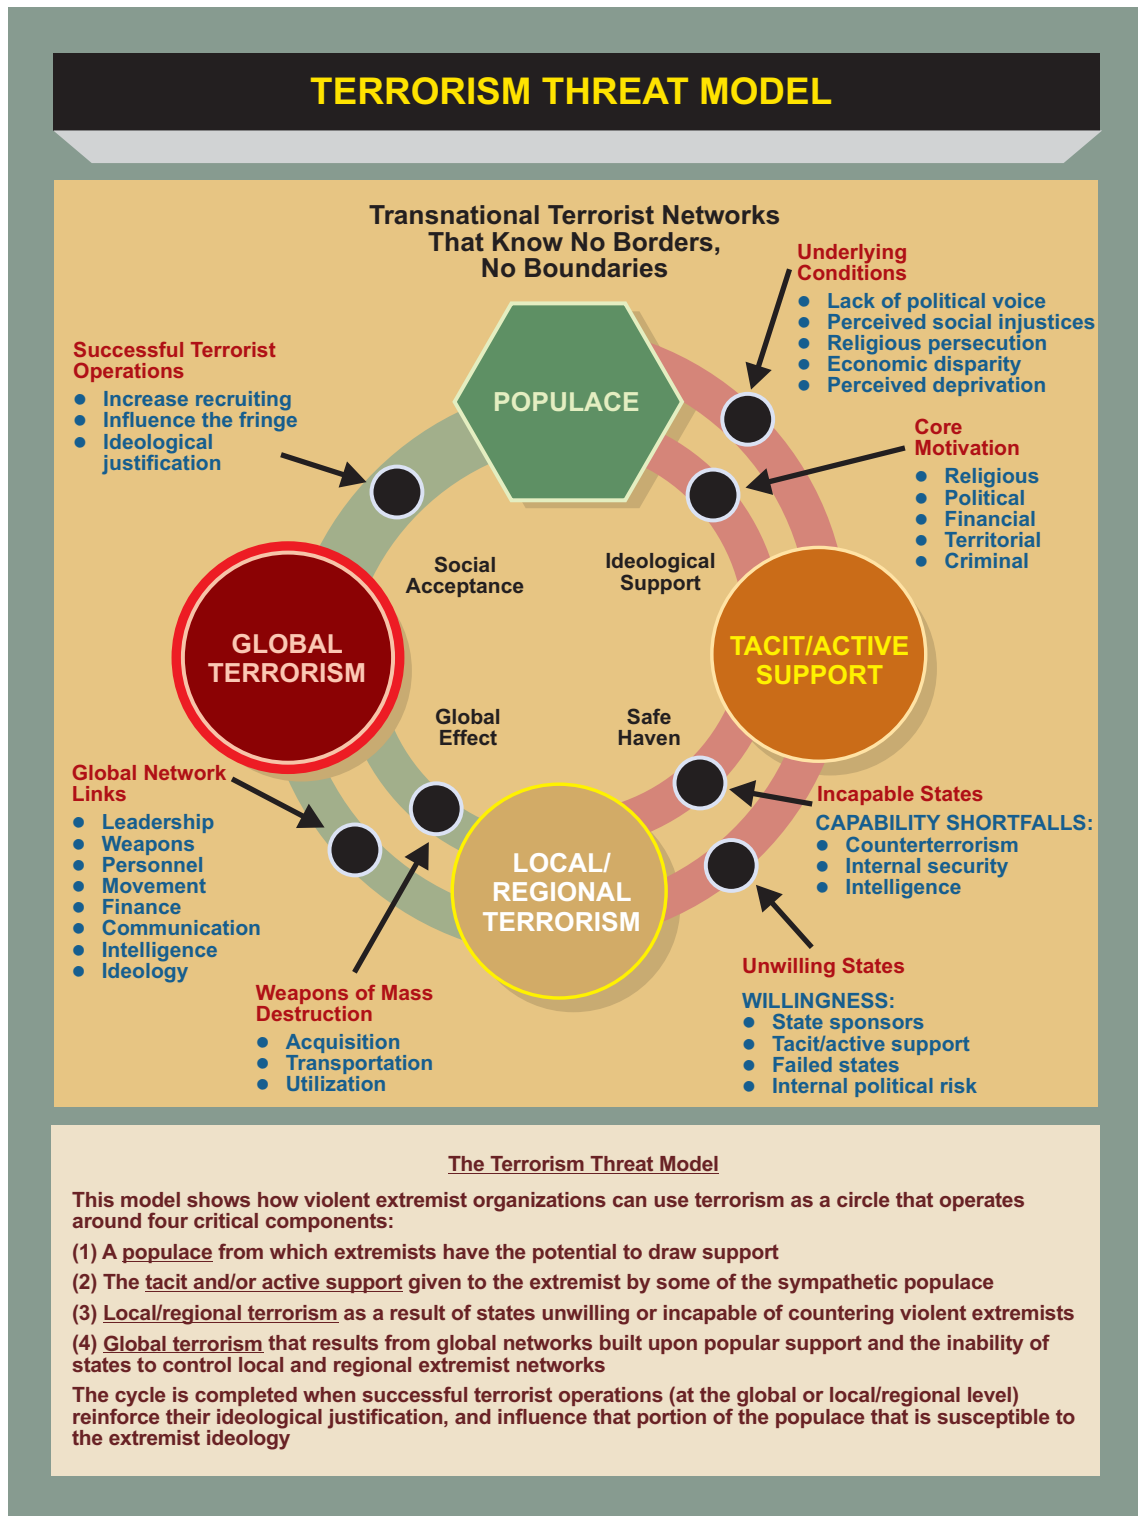 TERRORISM THREAT MODEL
Transnational Terrorist Networks
That Know No Borders,
No Boundaries
Underlying
Conditions
● Lack of political voice
● Perceived social injustices
● Religious persecution
● Economic disparity
● Perceived deprivation
Successful Terrorist
Operations
● Increase recruiting
● Influence the fringe
● Ideological
justification
POPULACE
Core
Motivation
● Religious
● Political
● Financial
● Territorial
● Criminal
Social
Acceptance
Ideological
Support
GLOBAL
TERRORISM
TACIT/ACTIVE
SUPPORT
Global
Effect
Safe
Haven
Global Network
Links
● Leadership
● Weapons
● Personnel
● Movement
● Finance
● Communication
● Intelligence
● Ideology
Incapable States
CAPABILITY SHORTFALLS:
● Counterterrorism
● Internal security
● Intelligence
LOCAL/
REGIONAL
TERRORISM
Weapons of Mass
Destruction
● Acquisition
● Transportation
● Utilization
Unwilling States
WILLINGNESS:
● State sponsors
● Tacit/active support
● Failed states
● Internal political risk
The Terrorism Threat Model
This model shows how violent extremist organizations can use terrorism as a circle that operates
around four critical components:
(1) A populace from which extremists have the potential to draw support
(2) The tacit and/or active support given to the extremist by some of the sympathetic populace
(3) Local/regional terrorism as a result of states unwilling or incapable of countering violent extremists
(4) Global terrorism that results from global networks built upon popular support and the inability of
states to control local and regional extremist networks
The cycle is completed when successful terrorist operations (at the global or local/regional level)
reinforce their ideological justification, and influence that portion of the populace that is susceptible to
the extremist ideology